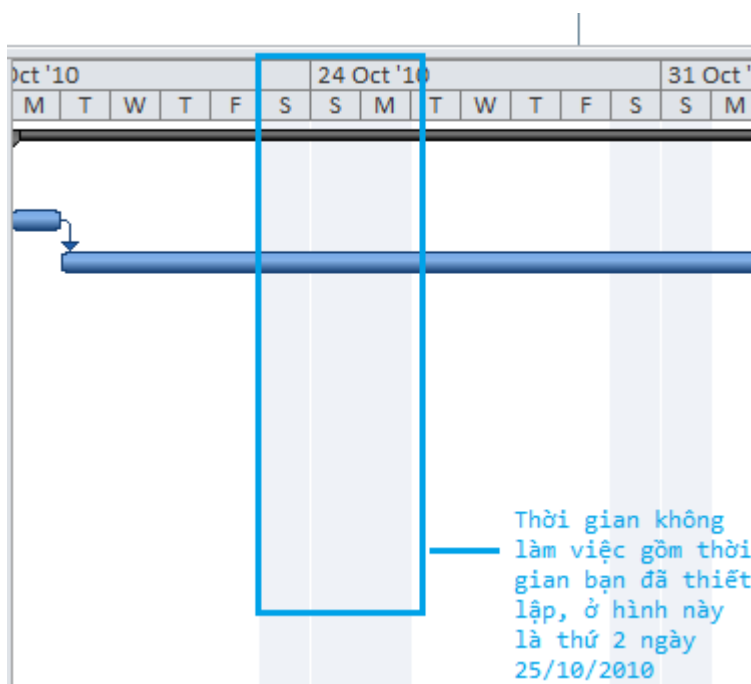 Oct '10 24 Oct '10 31 Oct '
M T W T F S S M T W T F S S M
Thời gian không
làm việc gồm thời
gian bạn đã thiết
lập, ở hình này
là thứ 2 ngày
25/10/2010